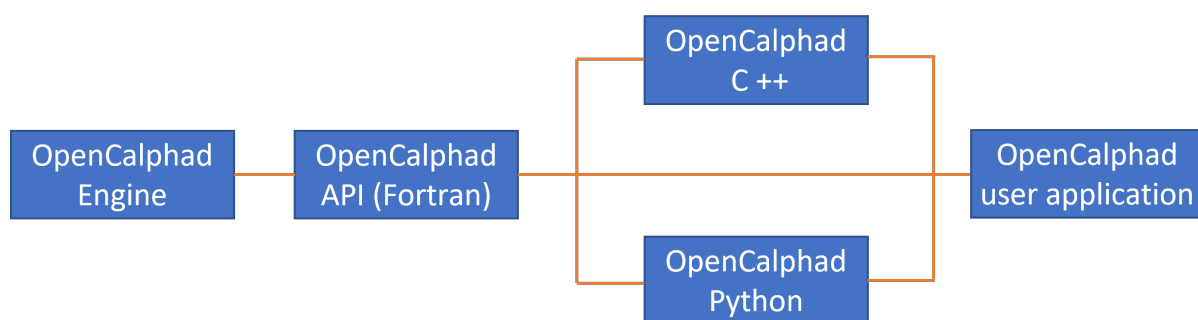 OpenCalphad
Engine
OpenCalphad
API (Fortran)
OpenCalphad
C ++
OpenCalphad
Python
OpenCalphad
user application